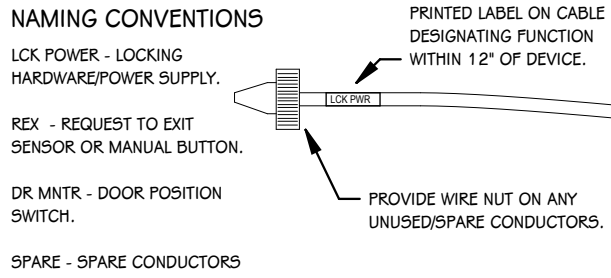 NAMING CONVENTIONS
LCK POWER - LOCKING
HARDWARE/POWER SUPPLY.
REX - REQUEST TO EXIT
SENSOR OR MANUAL BUTTON.
DR MNTR - DOOR POSITION
SWITCH.
SPARE - SPARE CONDUCTORS
PRINTED LABEL ON CABLE
DESIGNATING FUNCTION
WITHIN 12" OF DEVICE.
LCK PWR
PROVIDE WIRE NUT ON ANY
UNUSED/SPARE CONDUCTORS.